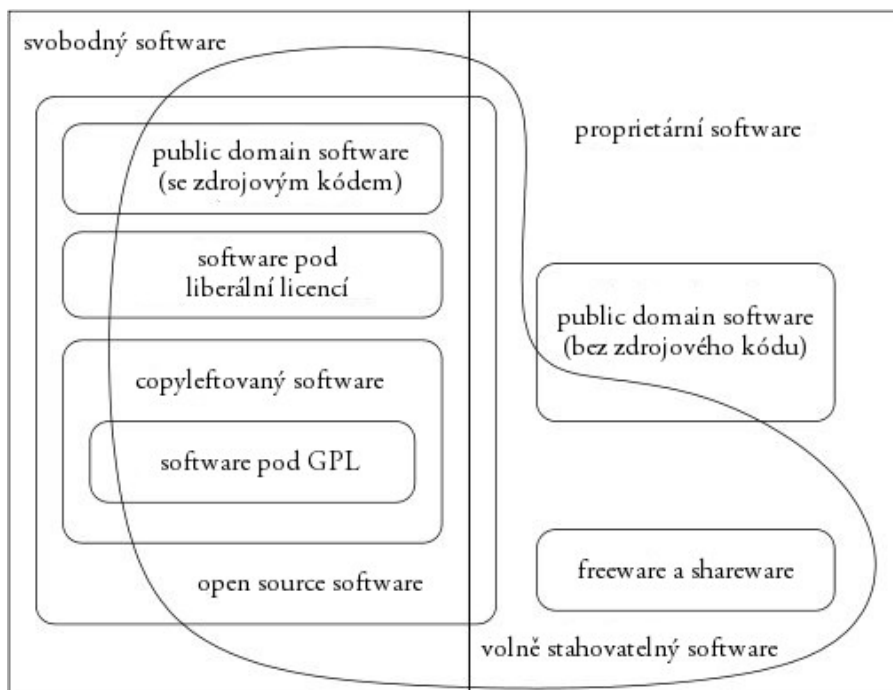 svobodný software
proprietární software
public domain software
(se zdrojovým kódem)
software pod
liberální licencí
public domain software
(bez zdrojového kódu)
copyleftovaný software
software pod GPL
open source software
freeware a shareware
volně stahovatelný software